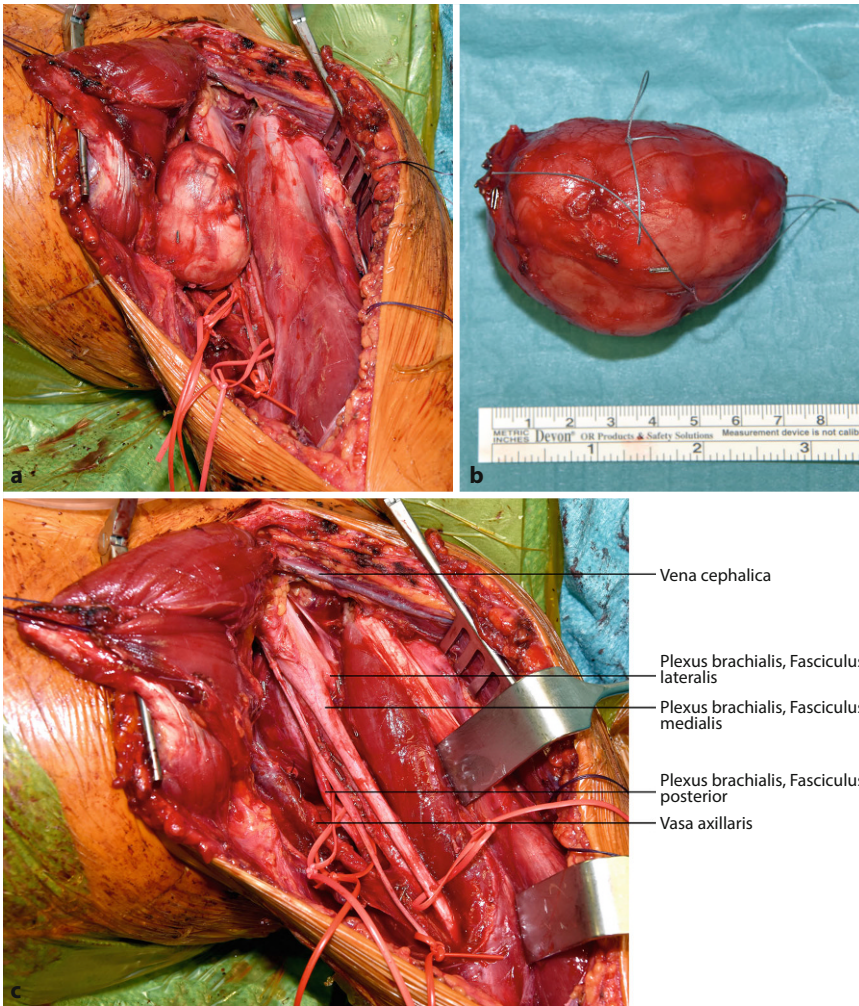 a
1 2 3 4 5 6 7 8
METRIC
INCHES Devon® OR Products & Safety Solutions Measurement device is not calib
1 2 3
b
Vena cephalica
Plexus brachialis, Fasciculus
lateralis
Plexus brachialis, Fasciculus
medialis
Plexus brachialis, Fasciculus
posterior
Vasa axillaris
c